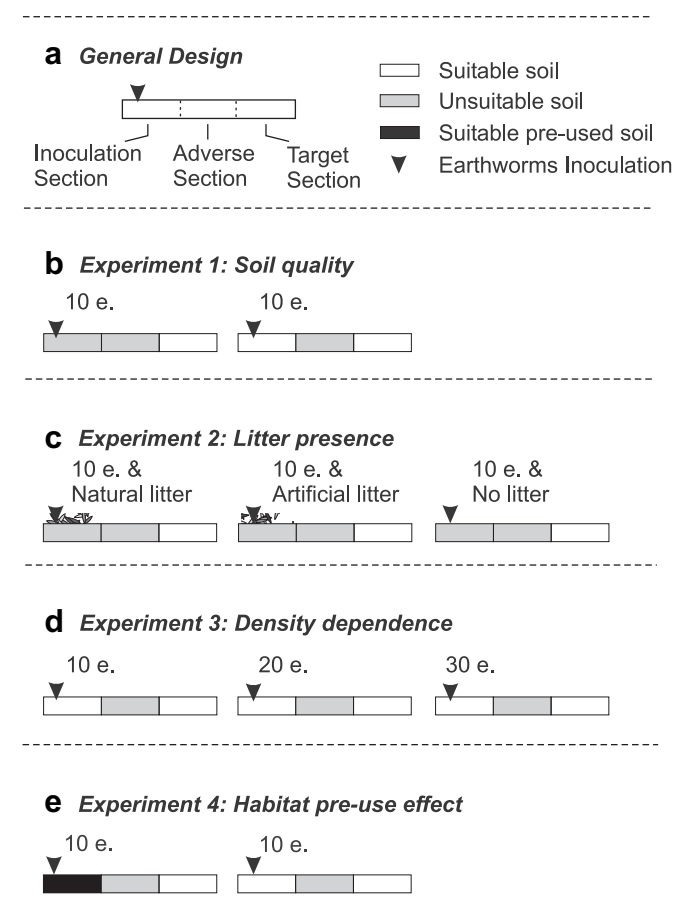 a General Design
Suitable soil
Unsuitable soil
Suitable pre-used soil
Earthworms Inoculation
Inoculation
Section
Adverse
Section
Target
Section
b Experiment 1: Soil quality
10 e.
10 e.
c Experiment 2: Litter presence
10 e. &
Natural litter
10 e. &
Artificial litter
10 e. &
No litter
d Experiment 3: Density dependence
10 e.
20 e.
30 e.
e Experiment 4: Habitat pre-use effect
10 e.
10 e.